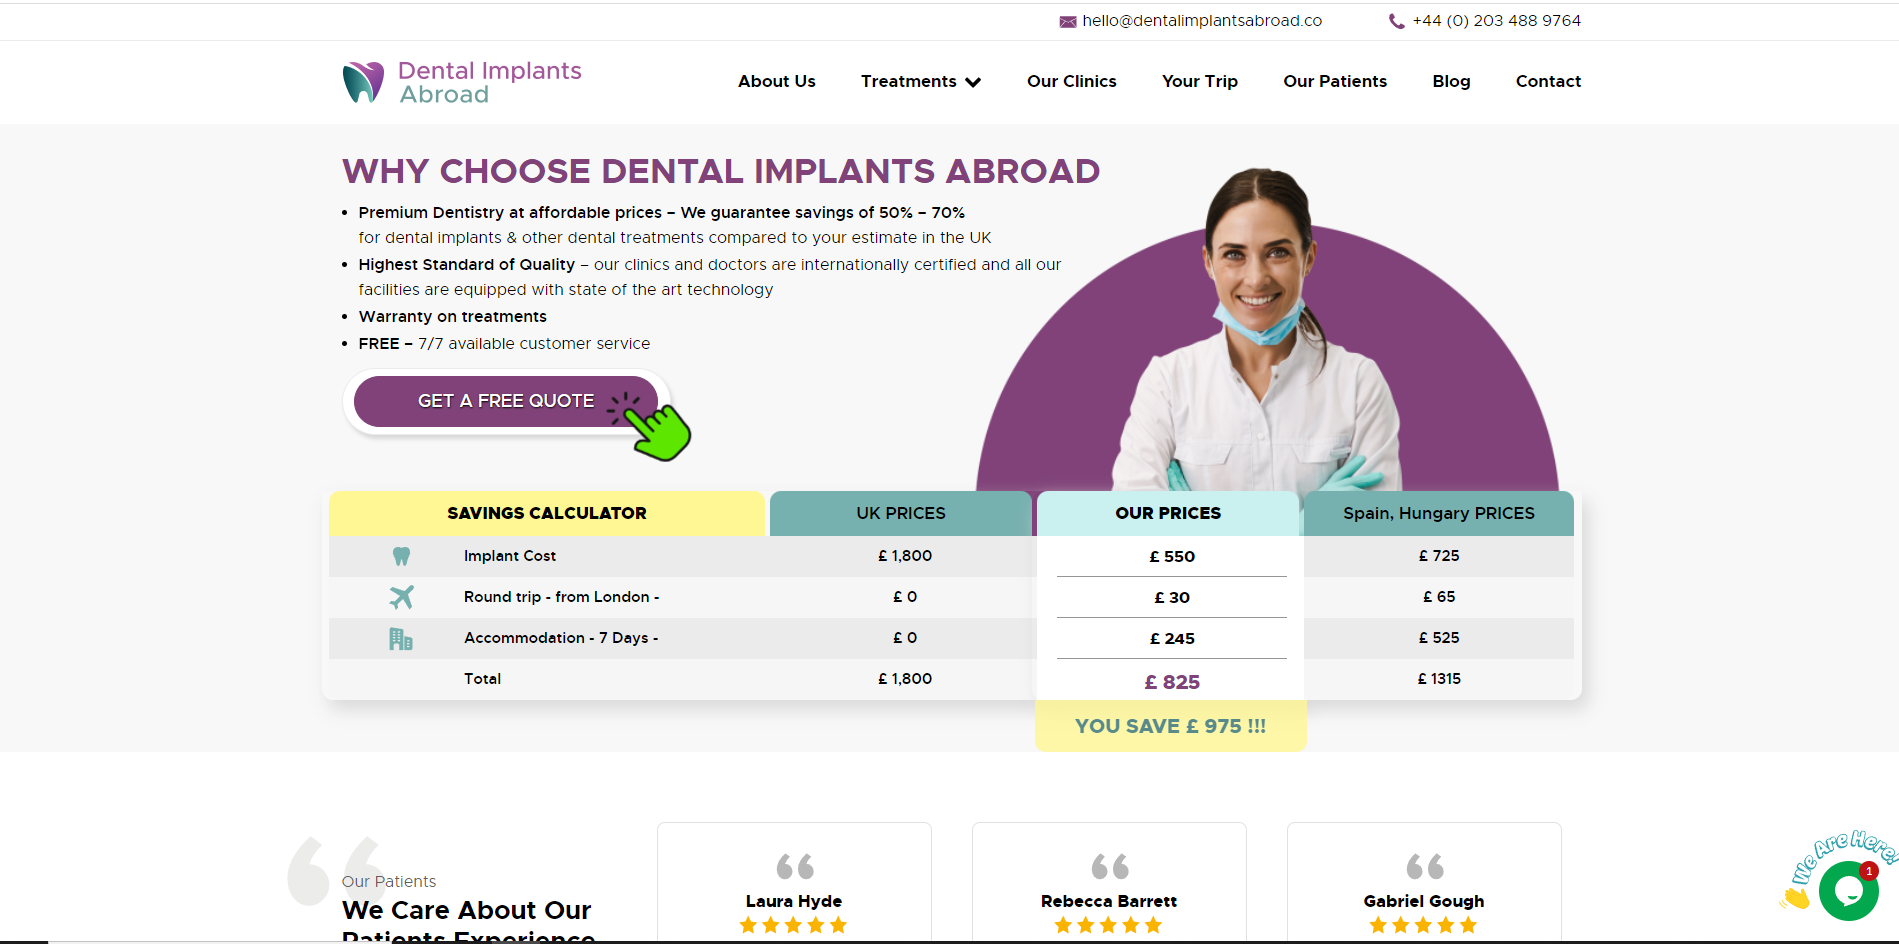 hello@dentalimplantsabroad.co
+44 (0) 203 488 9764
Dental Implants
Abroad
About Us
Treatments
Our Clinics
Your Trip
Our Patients
Blog
Contact
WHY CHOOSE DENTAL IMPLANTS ABROAD
• Premium Dentistry at affordable prices – We guarantee savings of 50% – 70%
for dental implants & other dental treatments compared to your estimate in the UK
• Highest Standard of Quality – our clinics and doctors are internationally certified and all our
facilities are equipped with state of the art technology
• Warranty on treatments
• FREE – 7/7 available customer service
GET A FREE QUOTE
SAVINGS CALCULATOR UK PRICES OUR PRICES Spain, Hungary PRICES
Implant Cost £ 1,800 £ 550 £ 725
Round trip - from London - £ 0 £ 30 £ 65
Accommodation - 7 Days - £ 0 £ 245 £ 525
Total £ 1,800 £ 825 £ 1315
YOU SAVE £ 975 !!!
Our Patients
We Care About Our
Patients Experience
Laura Hyde
Rebecca Barrett
Gabriel Gough
We Are Here!
1